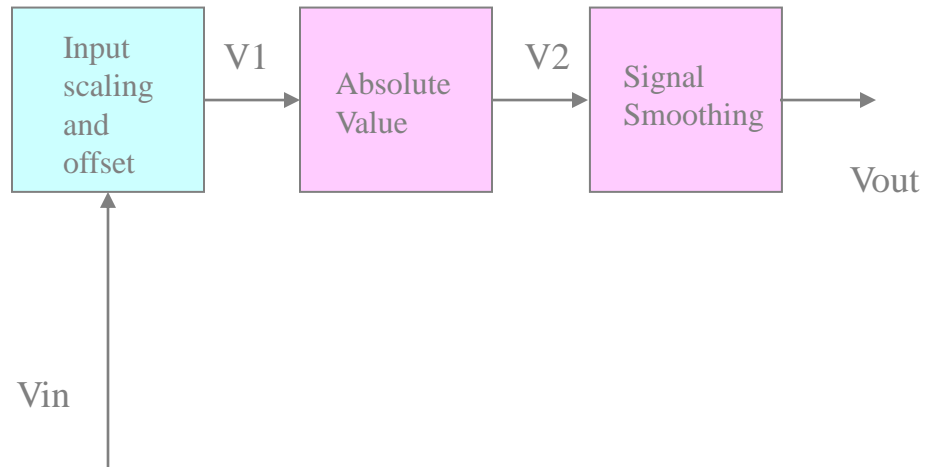 Input
scaling
and
offset
V1
Absolute
Value
V2
Signal
Smoothing
Vout
Vin